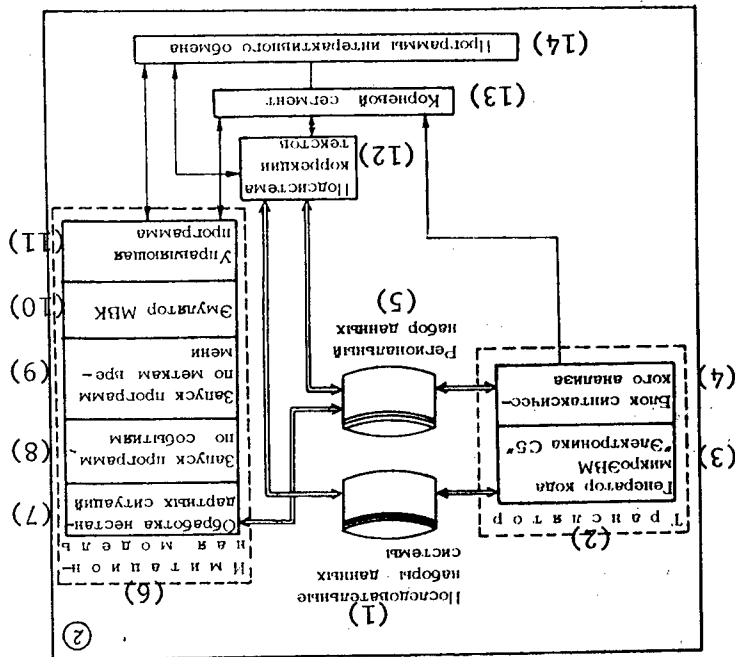 ②
(1)
Последовательные
наборы данных
системы
(2)
Транслятор
(3)
Генератор кода
микроЭВМ
"Электроника С5"
(4)
Блок синтаксичес-
кого анализа
(5)
Региональный
набор данных
(6)
Имитацион-
ная модель
(7)
Обработка нестан-
дартных ситуаций
(8)
Запуск программ
по событиям
(9)
Запуск программ
по меткам вре-
мени
(10)
Эмулятор МВК
(11)
Управляющая
программа
(12)
Подсистема
коррекции
текстов
(13)
Корневой сегмент
(14)
Программы интерактивного обмена